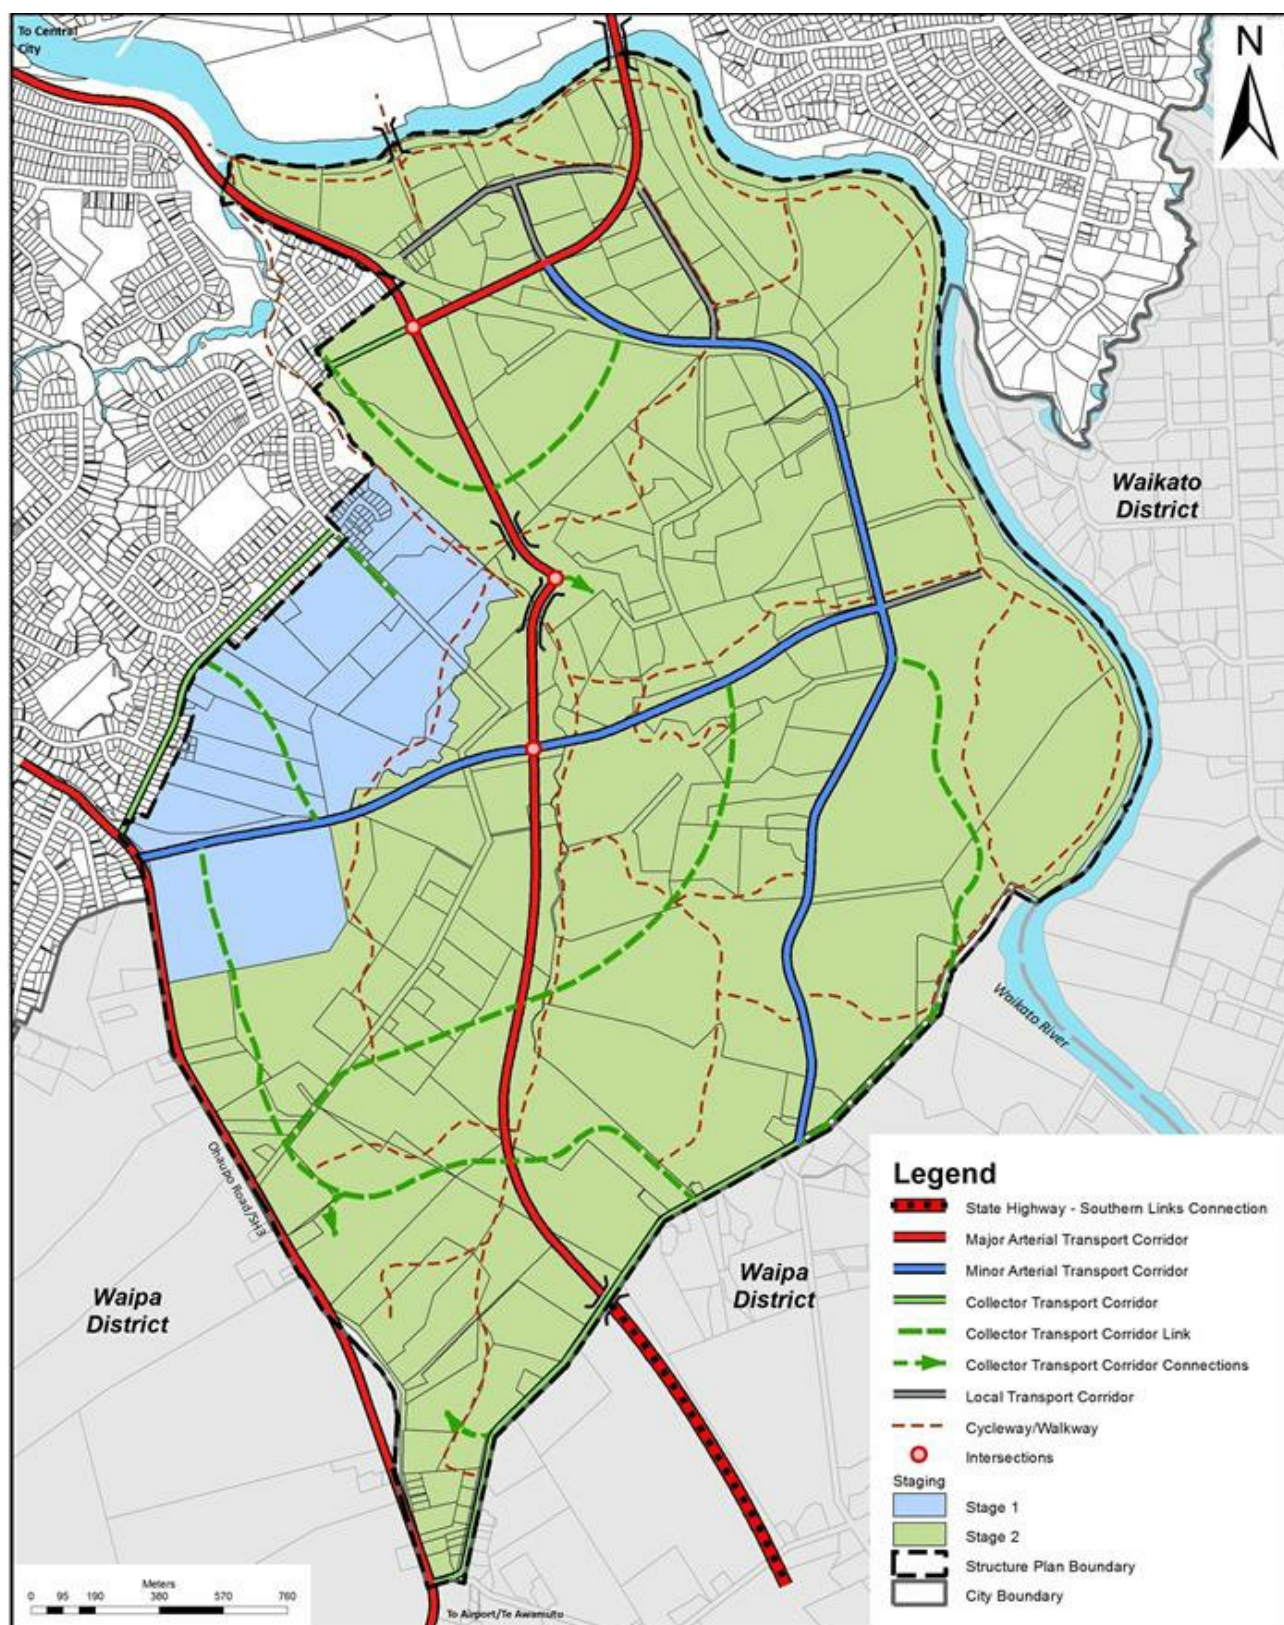 To Central
City
N
Waikato
District
Waikato River
Ohaupo Road/SH3
Waipa
District
Waipa
District
Legend
State Highway - Southern Links Connection
Major Arterial Transport Corridor
Minor Arterial Transport Corridor
Collector Transport Corridor
Collector Transport Corridor Link
Collector Transport Corridor Connections
Local Transport Corridor
Cycleway/Walkway
Intersections
Staging
Stage 1
Stage 2
Structure Plan Boundary
City Boundary
Meters
0 95 190 380 570 760
To Airport/Te Awamuto